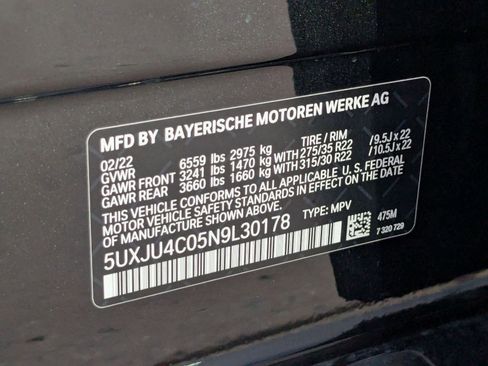 MFD BY BAYERISCHE MOTOREN WERKE AG
02/22 TIRE / RIM
GVWR 6559 lbs 2975 kg
GAWR FRONT 3241 lbs 1470 kg WITH 275/35 R22 / 9.5J x 22
GAWR REAR 3660 lbs 1660 kg WITH 315/30 R22 / 10.5J x 22
THIS VEHICLE CONFORMS TO ALL APPLICABLE U. S. FEDERAL
MOTOR VEHICLE SAFETY STANDARDS IN EFFECT ON THE DATE OF
MANUFACTURE SHOWN ABOVE.
5UXJU4C05N9L30178 TYPE: MPV
475M
7 320 729